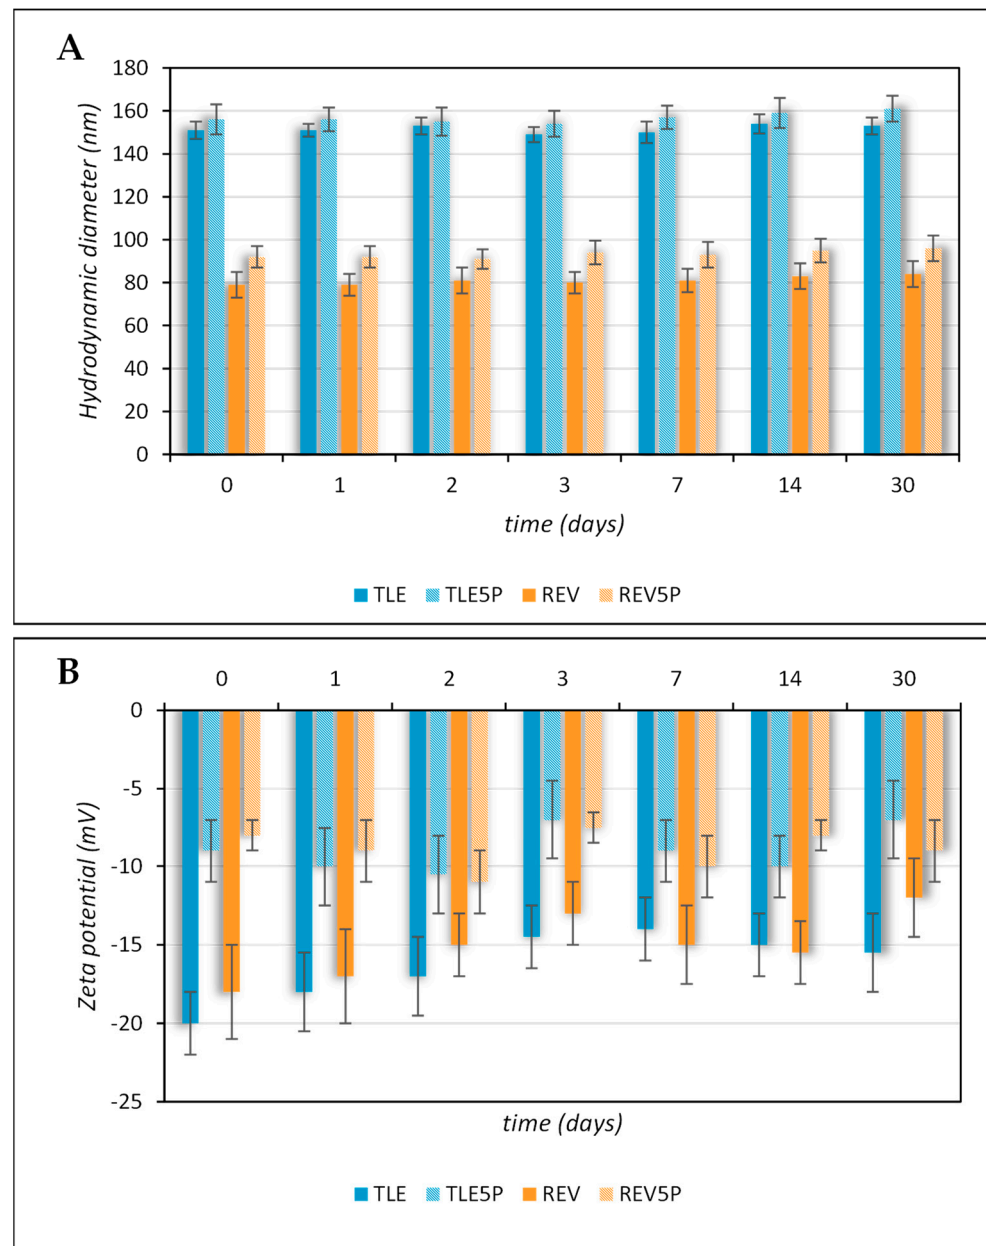 A
180
160
140
120
100
80
60
40
20
0
Hydrodynamic diameter (nm)
0 1 2 3 7 14 30
time (days)
TLE TLE5P REV REV5P
B
0 1 2 3 7 14 30
0
-5
-10
-15
-20
-25
Zeta potential (mV)
time (days)
TLE TLE5P REV REV5P